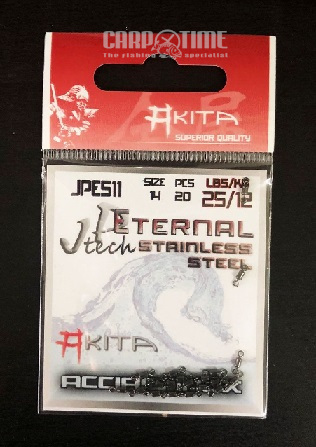 CARP TIME
The fishing specialist
AKITA
SUPERIOR QUALITY
JPES11 SIZE PCS LBS/KG
14 20 25/12
J tech ETERNAL
STAINLESS
STEEL
AKITA